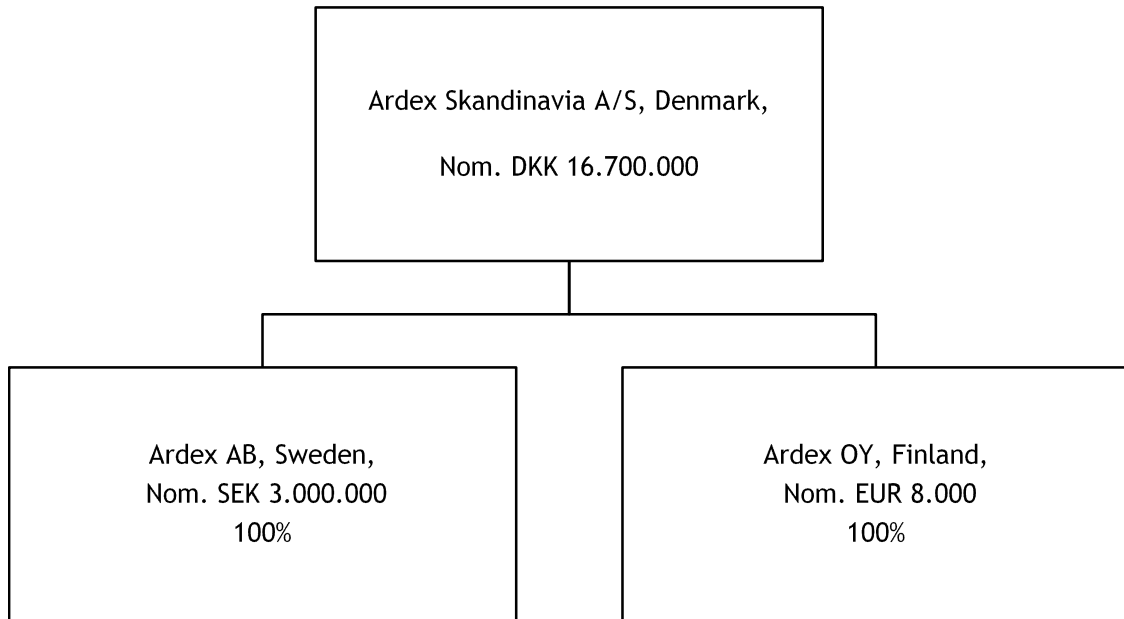 Ardex Skandinavia A/S, Denmark,
Nom. DKK 16.700.000
Ardex AB, Sweden,
Nom. SEK 3.000.000
100%
Ardex OY, Finland,
Nom. EUR 8.000
100%